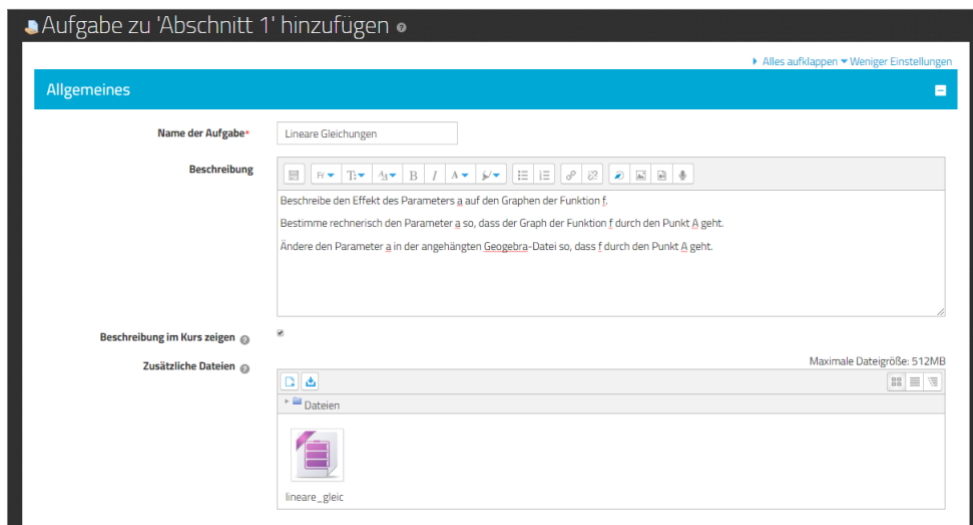 Aufgabe zu 'Abschnitt 1' hinzufügen
Alles aufklappen Weniger Einstellungen
Allgemeines
Name der Aufgabe*
Lineare Gleichungen
Beschreibung
Beschreibe den Effekt des Parameters a auf den Graphen der Funktion f.
Bestimme rechnerisch den Parameter a so, dass der Graph der Funktion f durch den Punkt A geht.
Ändere den Parameter a in der angehängten Geogebra-Datei so, dass f durch den Punkt A geht.
Beschreibung im Kurs zeigen
Zusätzliche Dateien
Maximale Dateigröße: 512MB
Dateien
lineare_gleic